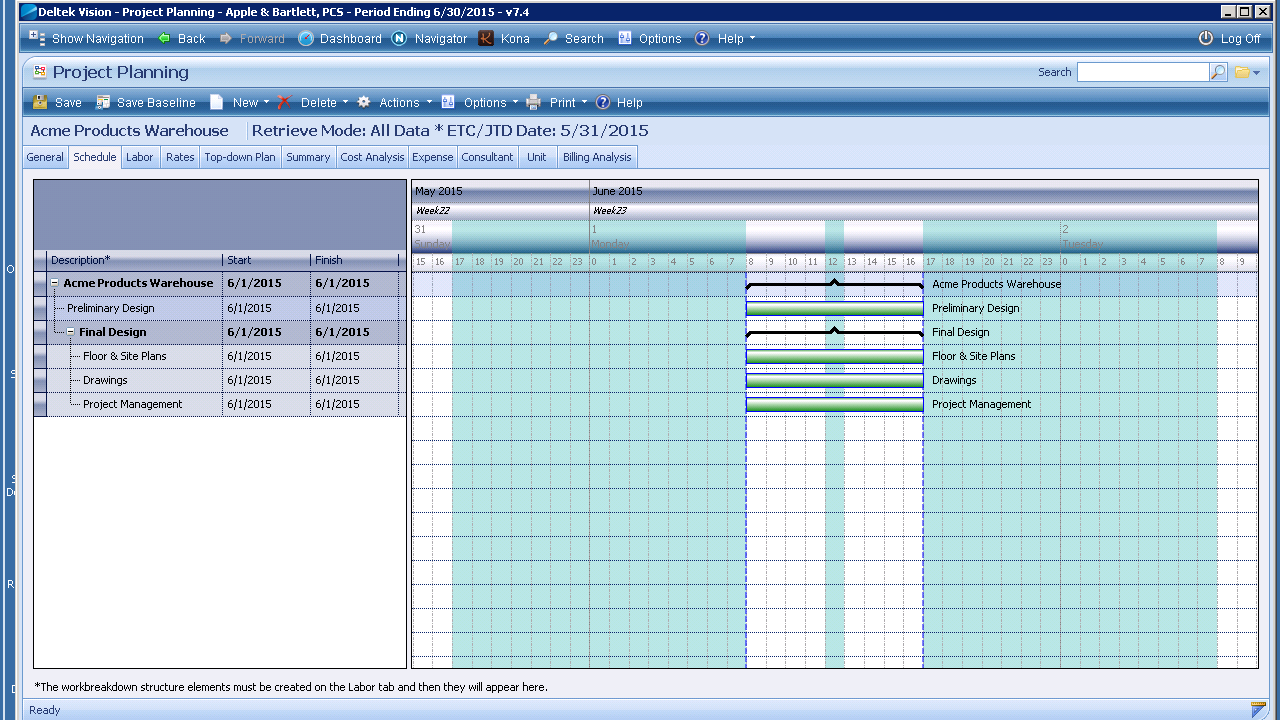 Deltek Vision - Project Planning - Apple & Bartlett, PCS - Period Ending 6/30/2015 - v7.4
Show Navigation Back Forward Dashboard Navigator Kona Search Options Help Log Off
Project Planning Search
Save Save Baseline New Delete Actions Options Print Help
Acme Products Warehouse Retrieve Mode: All Data * ETC/JTD Date: 5/31/2015
General Schedule Labor Rates Top-down Plan Summary Cost Analysis Expense Consultant Unit Billing Analysis
May 2015 June 2015
Week22 Week23
31 1 2
Sunday Monday Tuesday
Description* Start Finish 15 16 17 18 19 20 21 22 23 0 1 2 3 4 5 6 7 8 9 10 11 12 13 14 15 16 17 18 19 20 21 22 23 0 1 2 3 4 5 6 7 8 9
Acme Products Warehouse 6/1/2015 6/1/2015 Acme Products Warehouse
Preliminary Design 6/1/2015 6/1/2015 Preliminary Design
Final Design 6/1/2015 6/1/2015 Final Design
Floor & Site Plans 6/1/2015 6/1/2015 Floor & Site Plans
Drawings 6/1/2015 6/1/2015 Drawings
Project Management 6/1/2015 6/1/2015 Project Management
*The workbreakdown structure elements must be created on the Labor tab and then they will appear here.
Ready